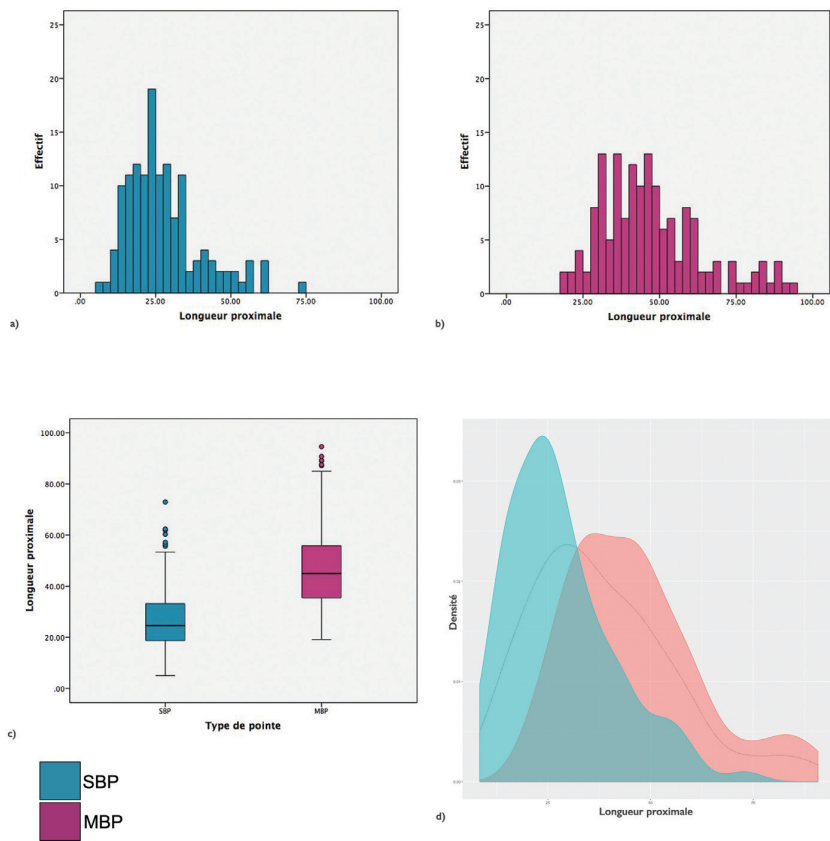 25
20
15
10
5
0
Effectif
.00 25.00 50.00 75.00 100.00
Longueur proximale
a)
25
20
15
10
5
0
Effectif
.00 25.00 50.00 75.00 100.00
Longueur proximale
b)
100.00
80.00
60.00
40.00
20.00
.00
Longueur proximale
SBP MBP
Type de pointe
c)
SBP
MBP
Densité
0.00
Longueur proximale
d)